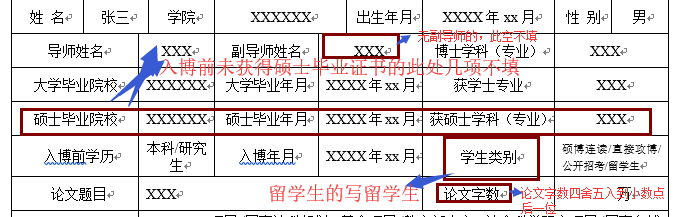 姓 名 张三 学院 XXXXXX 出生年月 XXXX 年 xx 月 性 别 男
导师姓名 XXX 副导师姓名 XXX 无副导师的，此空不填 博士学科（专业） XXX
入博前未获得硕士毕业证书的此处几项不填
大学毕业院校 XXXXXX 大学毕业年月 XXXX 年 xx 月 获学士专业 XXX
硕士毕业院校 XXXXXXX 硕士毕业年月 XXXX 年 xx 月 获硕士学科（专业） XXX
入博前学历 本科/研究生 入博年月 XXXX 年 xx 月 学生类别 硕博连读/直接攻博/
公开招考/留学生
留学生的写留学生
论文题目 XXX 论文字数 论文字数四舍五入到小数点
后一位 万